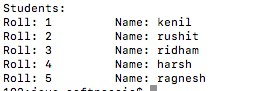 Students:
Roll: 1 Name: kenil
Roll: 2 Name: rushit
Roll: 3 Name: ridham
Roll: 4 Name: harsh
Roll: 5 Name: ragnesh